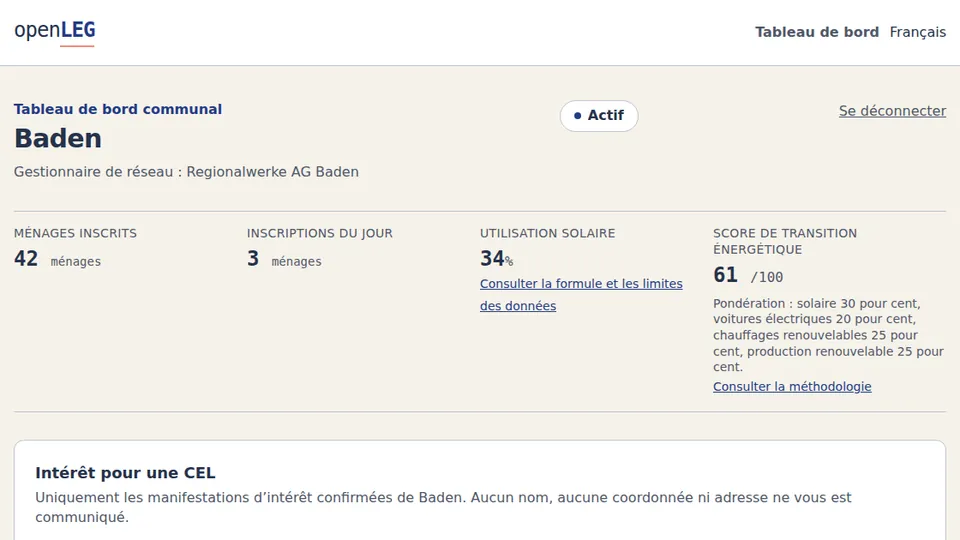 openLEG
Tableau de bord Français
Tableau de bord communal
Baden
Gestionnaire de réseau : Regionalwerke AG Baden
Actif
Se déconnecter
MÉNAGES INSCRITS
42 ménages
INSCRIPTIONS DU JOUR
3 ménages
UTILISATION SOLAIRE
34%
Consulter la formule et les limites
des données
SCORE DE TRANSITION
ÉNERGÉTIQUE
61 /100
Pondération : solaire 30 pour cent,
voitures électriques 20 pour cent,
chauffages renouvelables 25 pour
cent, production renouvelable 25 pour
cent.
Consulter la méthodologie
Intérêt pour une CEL
Uniquement les manifestations d’intérêt confirmées de Baden. Aucun nom, aucune coordonnée ni adresse ne vous est
communiqué.